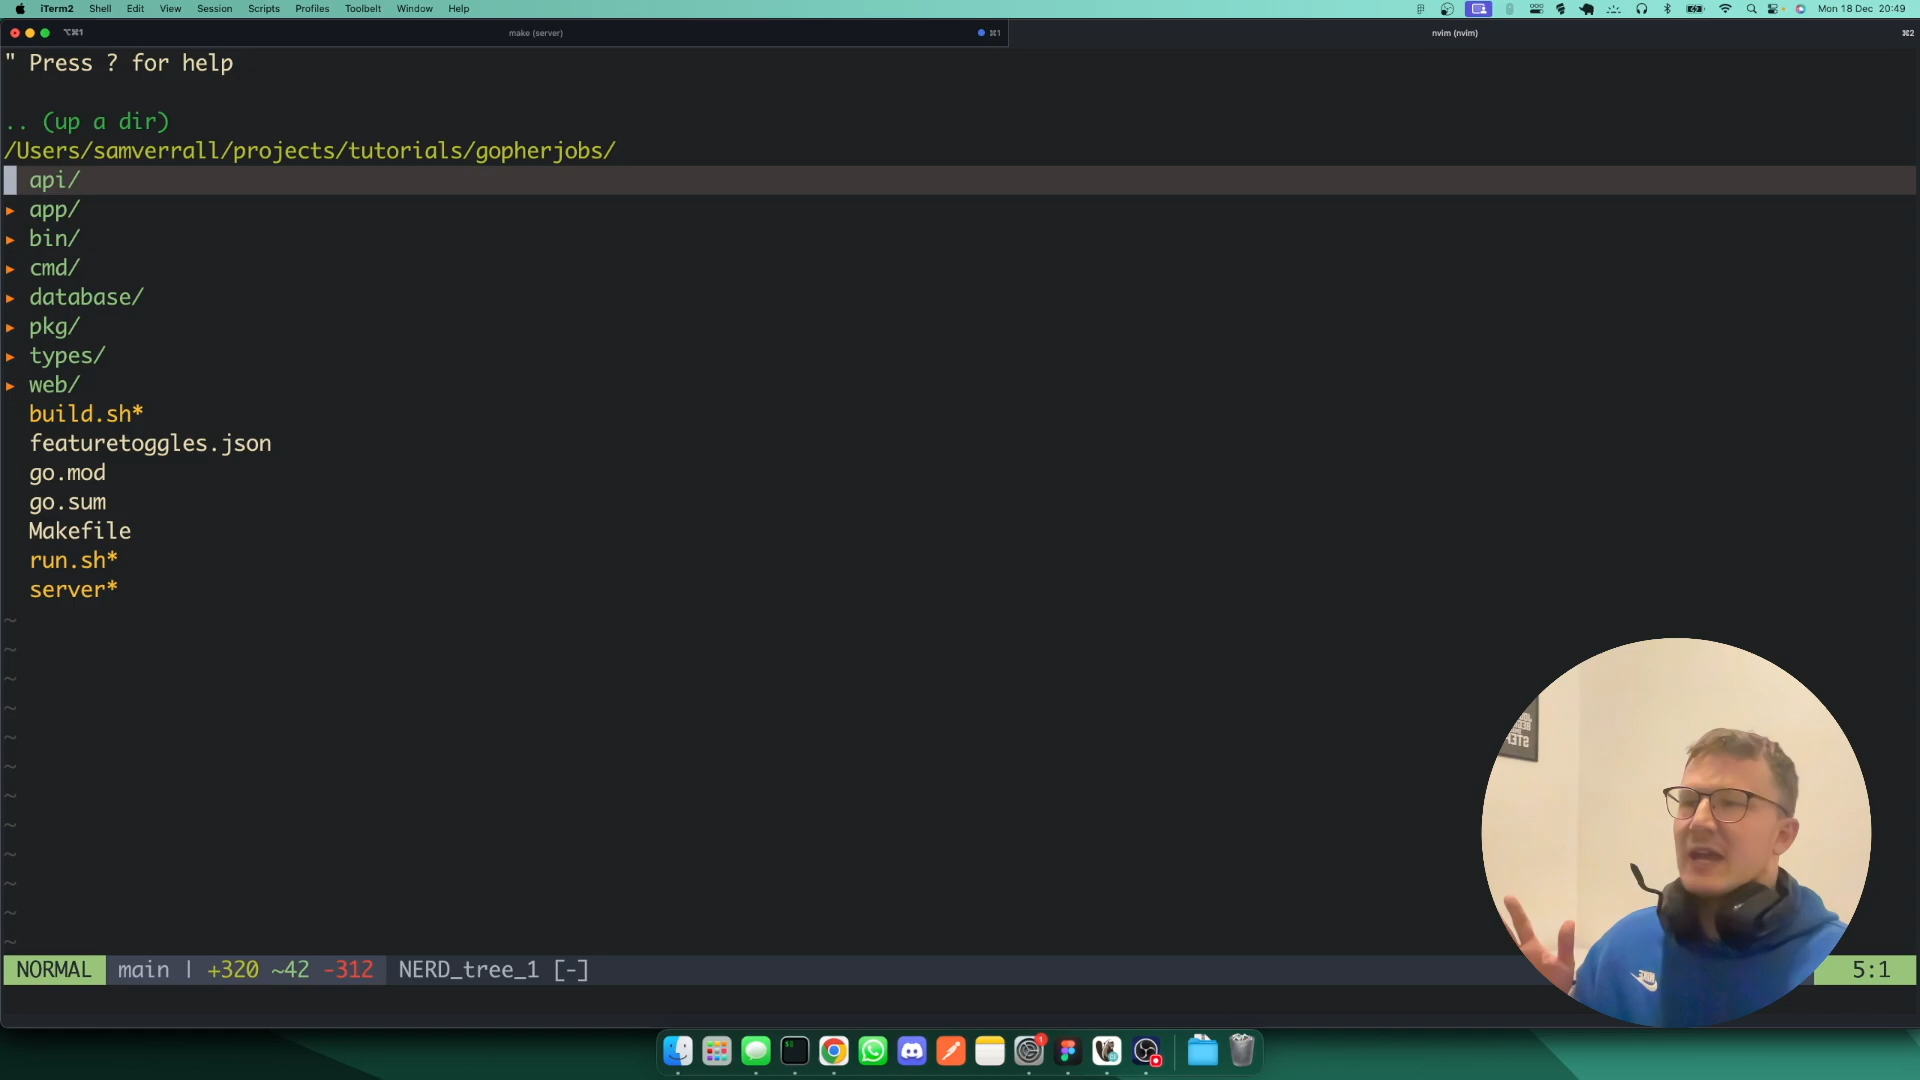 iTerm2 Shell Edit View Session Scripts Profiles Toolbelt Window Help Mon 18 Dec 20:49
⌥⌘1 make (server) ⌘1 nvim (nvim) ⌘2
" Press ? for help
.. (up a dir)
/Users/samverrall/projects/tutorials/gopherjobs/
api/
▸ app/
▸ bin/
▸ cmd/
▸ database/
▸ pkg/
▸ types/
▸ web/
build.sh*
featuretoggles.json
go.mod
go.sum
Makefile
run.sh*
server*
~
~
~
~
~
~
~
~
~
~
~
~
NORMAL main | +320 ~42 -312 NERD_tree_1 [-] 5:1